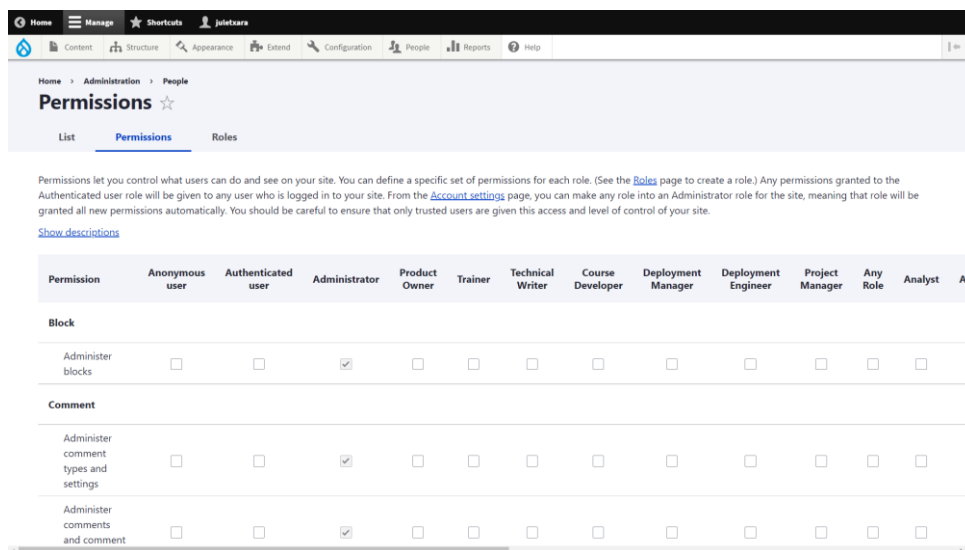 Home Manage Shortcuts juletxara
Content Structure Appearance Extend Configuration People Reports Help
Home > Administration > People
Permissions
List Permissions Roles
Permissions let you control what users can do and see on your site. You can define a specific set of permissions for each role. (See the Roles page to create a role.) Any permissions granted to the
Authenticated user role will be given to any user who is logged in to your site. From the Account settings page, you can make any role into an Administrator role for the site, meaning that role will be
granted all new permissions automatically. You should be careful to ensure that only trusted users are given this access and level of control of your site.
Show descriptions
Permission Anonymous user Authenticated user Administrator Product Owner Trainer Technical Writer Course Developer Deployment Manager Deployment Engineer Project Manager Any Role Analyst A
Block
Administer
blocks
Comment
Administer
comment
types and
settings
Administer
comments
and comment